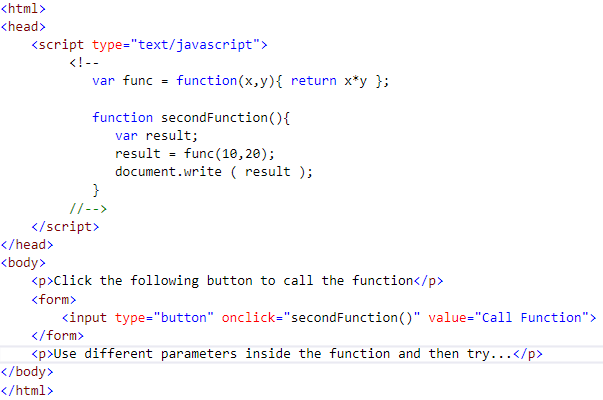 <html>
<head>
<script type="text/javascript">
<!--
var func = function(x,y){ return x*y };
function secondFunction(){
var result;
result = func(10,20);
document.write ( result );
}
//-->
</script>
</head>
<body>
<p>Click the following button to call the function</p>
<form>
<input type="button" onclick="secondFunction()" value="Call Function">
</form>
<p>Use different parameters inside the function and then try...</p>
</body>
</html>